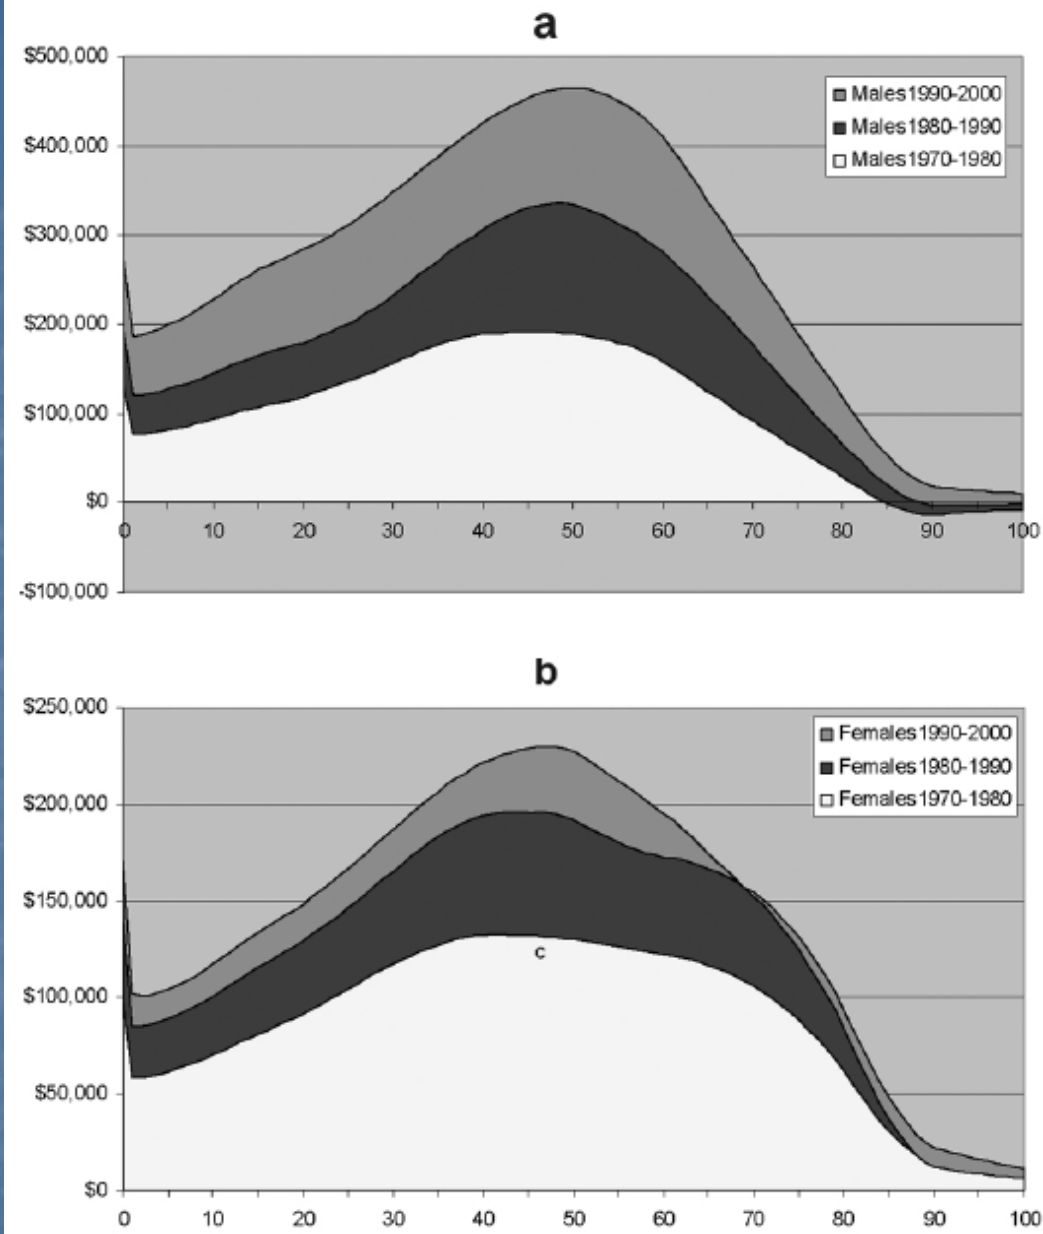 a
$500,000
$400,000
$300,000
$200,000
$100,000
$0
-$100,000
Males1990-2000
Males1980-1990
Males1970-1980
0 10 20 30 40 50 60 70 80 90 100
b
$250,000
$200,000
$150,000
$100,000
$50,000
$0
Females1990-2000
Females1980-1990
Females1970-1980
c
0 10 20 30 40 50 60 70 80 90 100